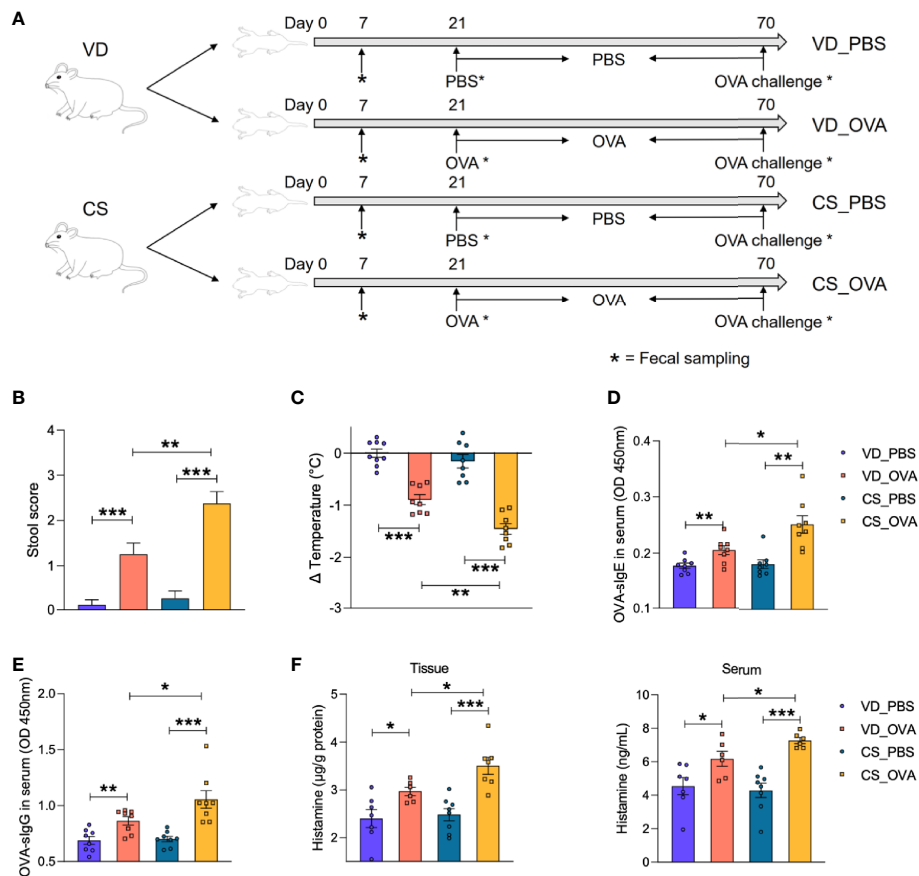 A
VD
Day 0 7 21 70
PBS
VD_PBS
* PBS* OVA challenge *
Day 0 7 21 70
OVA
VD_OVA
* OVA * OVA challenge *
CS
Day 0 7 21 70
PBS
CS_PBS
* PBS * OVA challenge *
Day 0 7 21 70
OVA
CS_OVA
* OVA * OVA challenge *
* = Fecal sampling
B
Stool score
4
3
2
1
0
***
**
***
C
Δ Temperature (°C)
1
0
-1
-2
-3
***
***
**
D
OVA-sIgE in serum (OD 450nm)
0.4
0.3
0.2
0.1
**
*
**
VD_PBS
VD_OVA
CS_PBS
CS_OVA
E
OVA-sIgG in serum (OD 450nm)
2.0
1.5
1.0
0.5
**
*
***
F
Tissue
Histamine (μg/g protein)
5
4
3
2
*
*
***
Serum
Histamine (ng/mL)
10
8
6
4
2
0
*
*
***
VD_PBS
VD_OVA
CS_PBS
CS_OVA